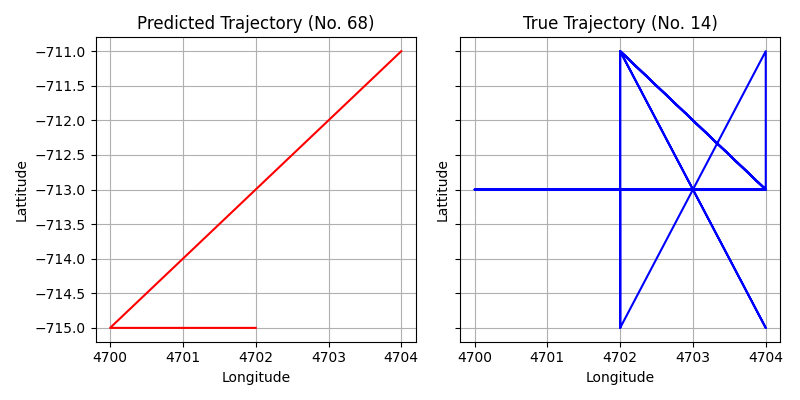 Predicted Trajectory (No. 68)
True Trajectory (No. 14)
−711.0
−711.5
−712.0
−712.5
−713.0
−713.5
−714.0
−714.5
−715.0
Lattitude
Lattitude
4700 4701 4702 4703 4704
4700 4701 4702 4703 4704
Longitude
Longitude